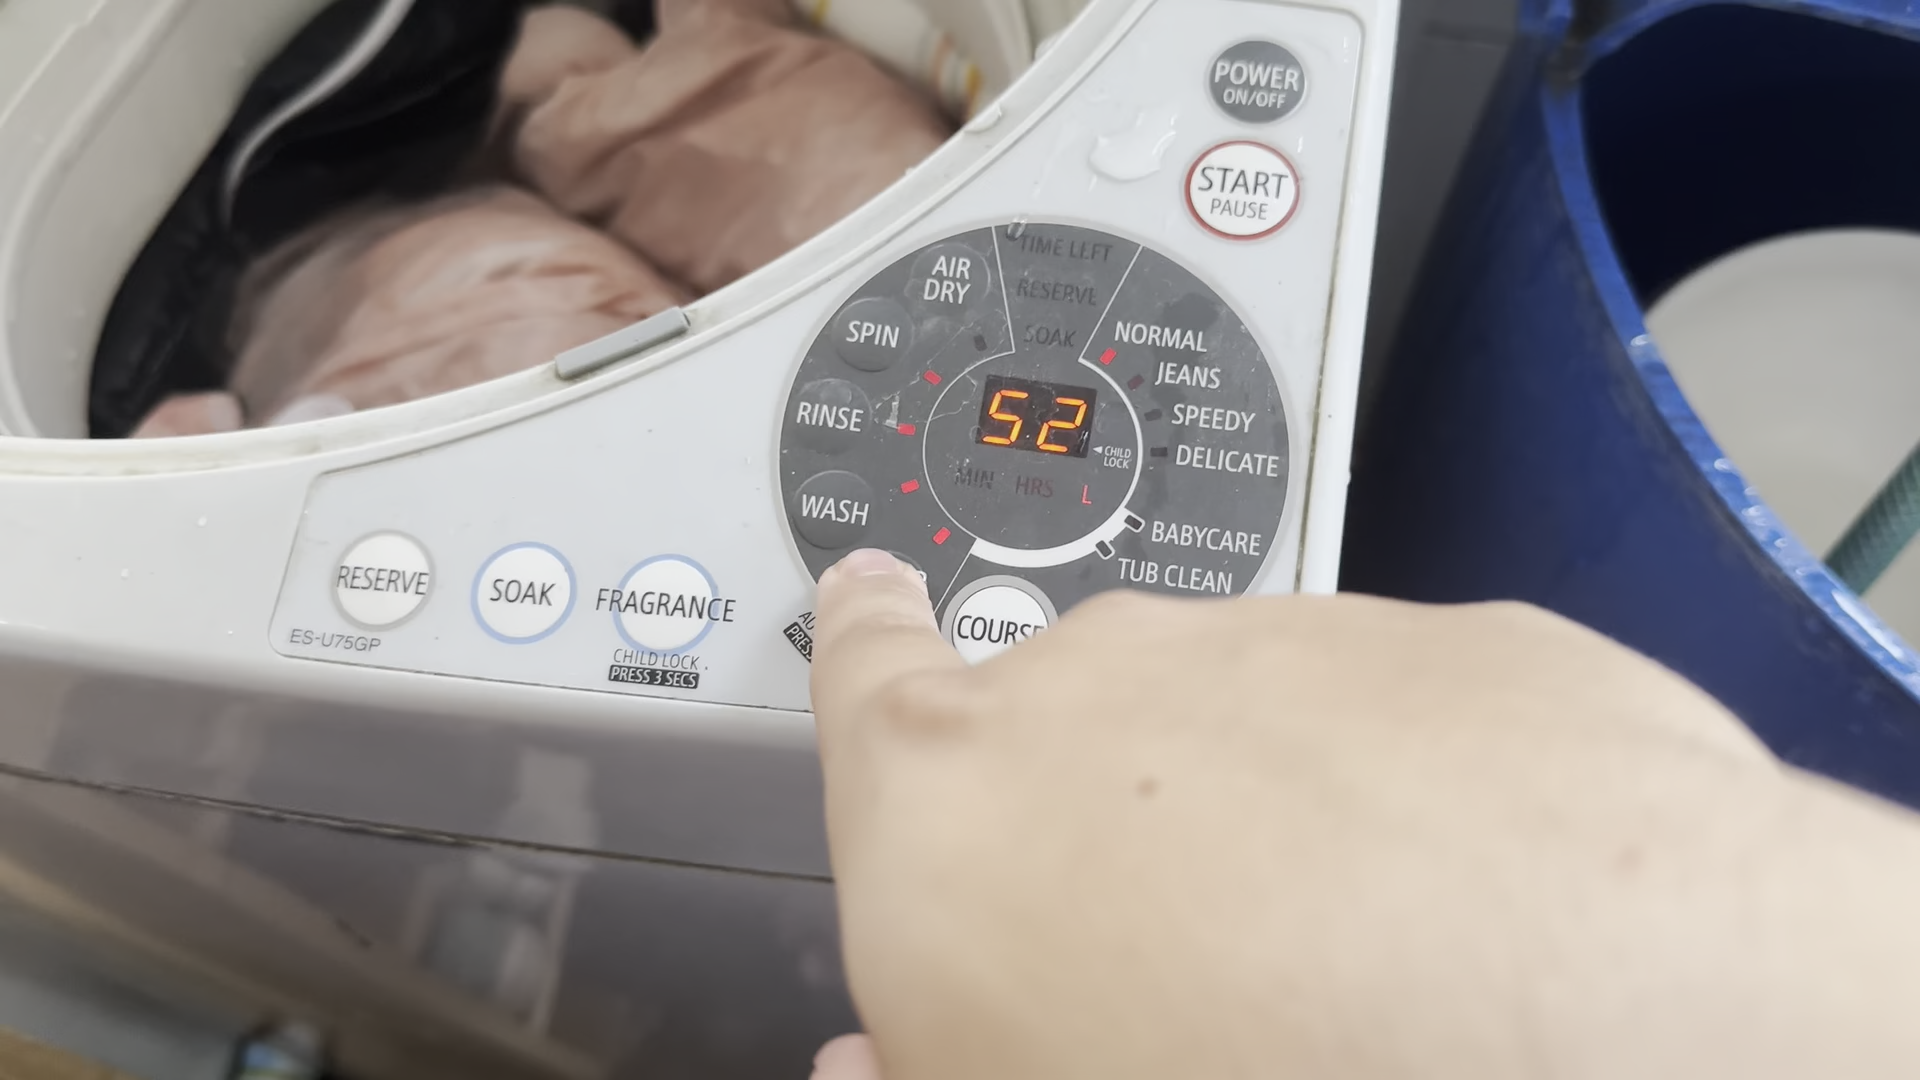 POWER
ON/OFF
START
PAUSE
TIME LEFT
RESERVE
SOAK
AIR
DRY
SPIN
RINSE
WASH
NORMAL
JEANS
SPEEDY
DELICATE
BABYCARE
TUB CLEAN
52
◄CHILD
LOCK
MIN HRS L
COURSE
RESERVE
SOAK
FRAGRANCE
CHILD LOCK
PRESS 3 SECS
ES-U75GP